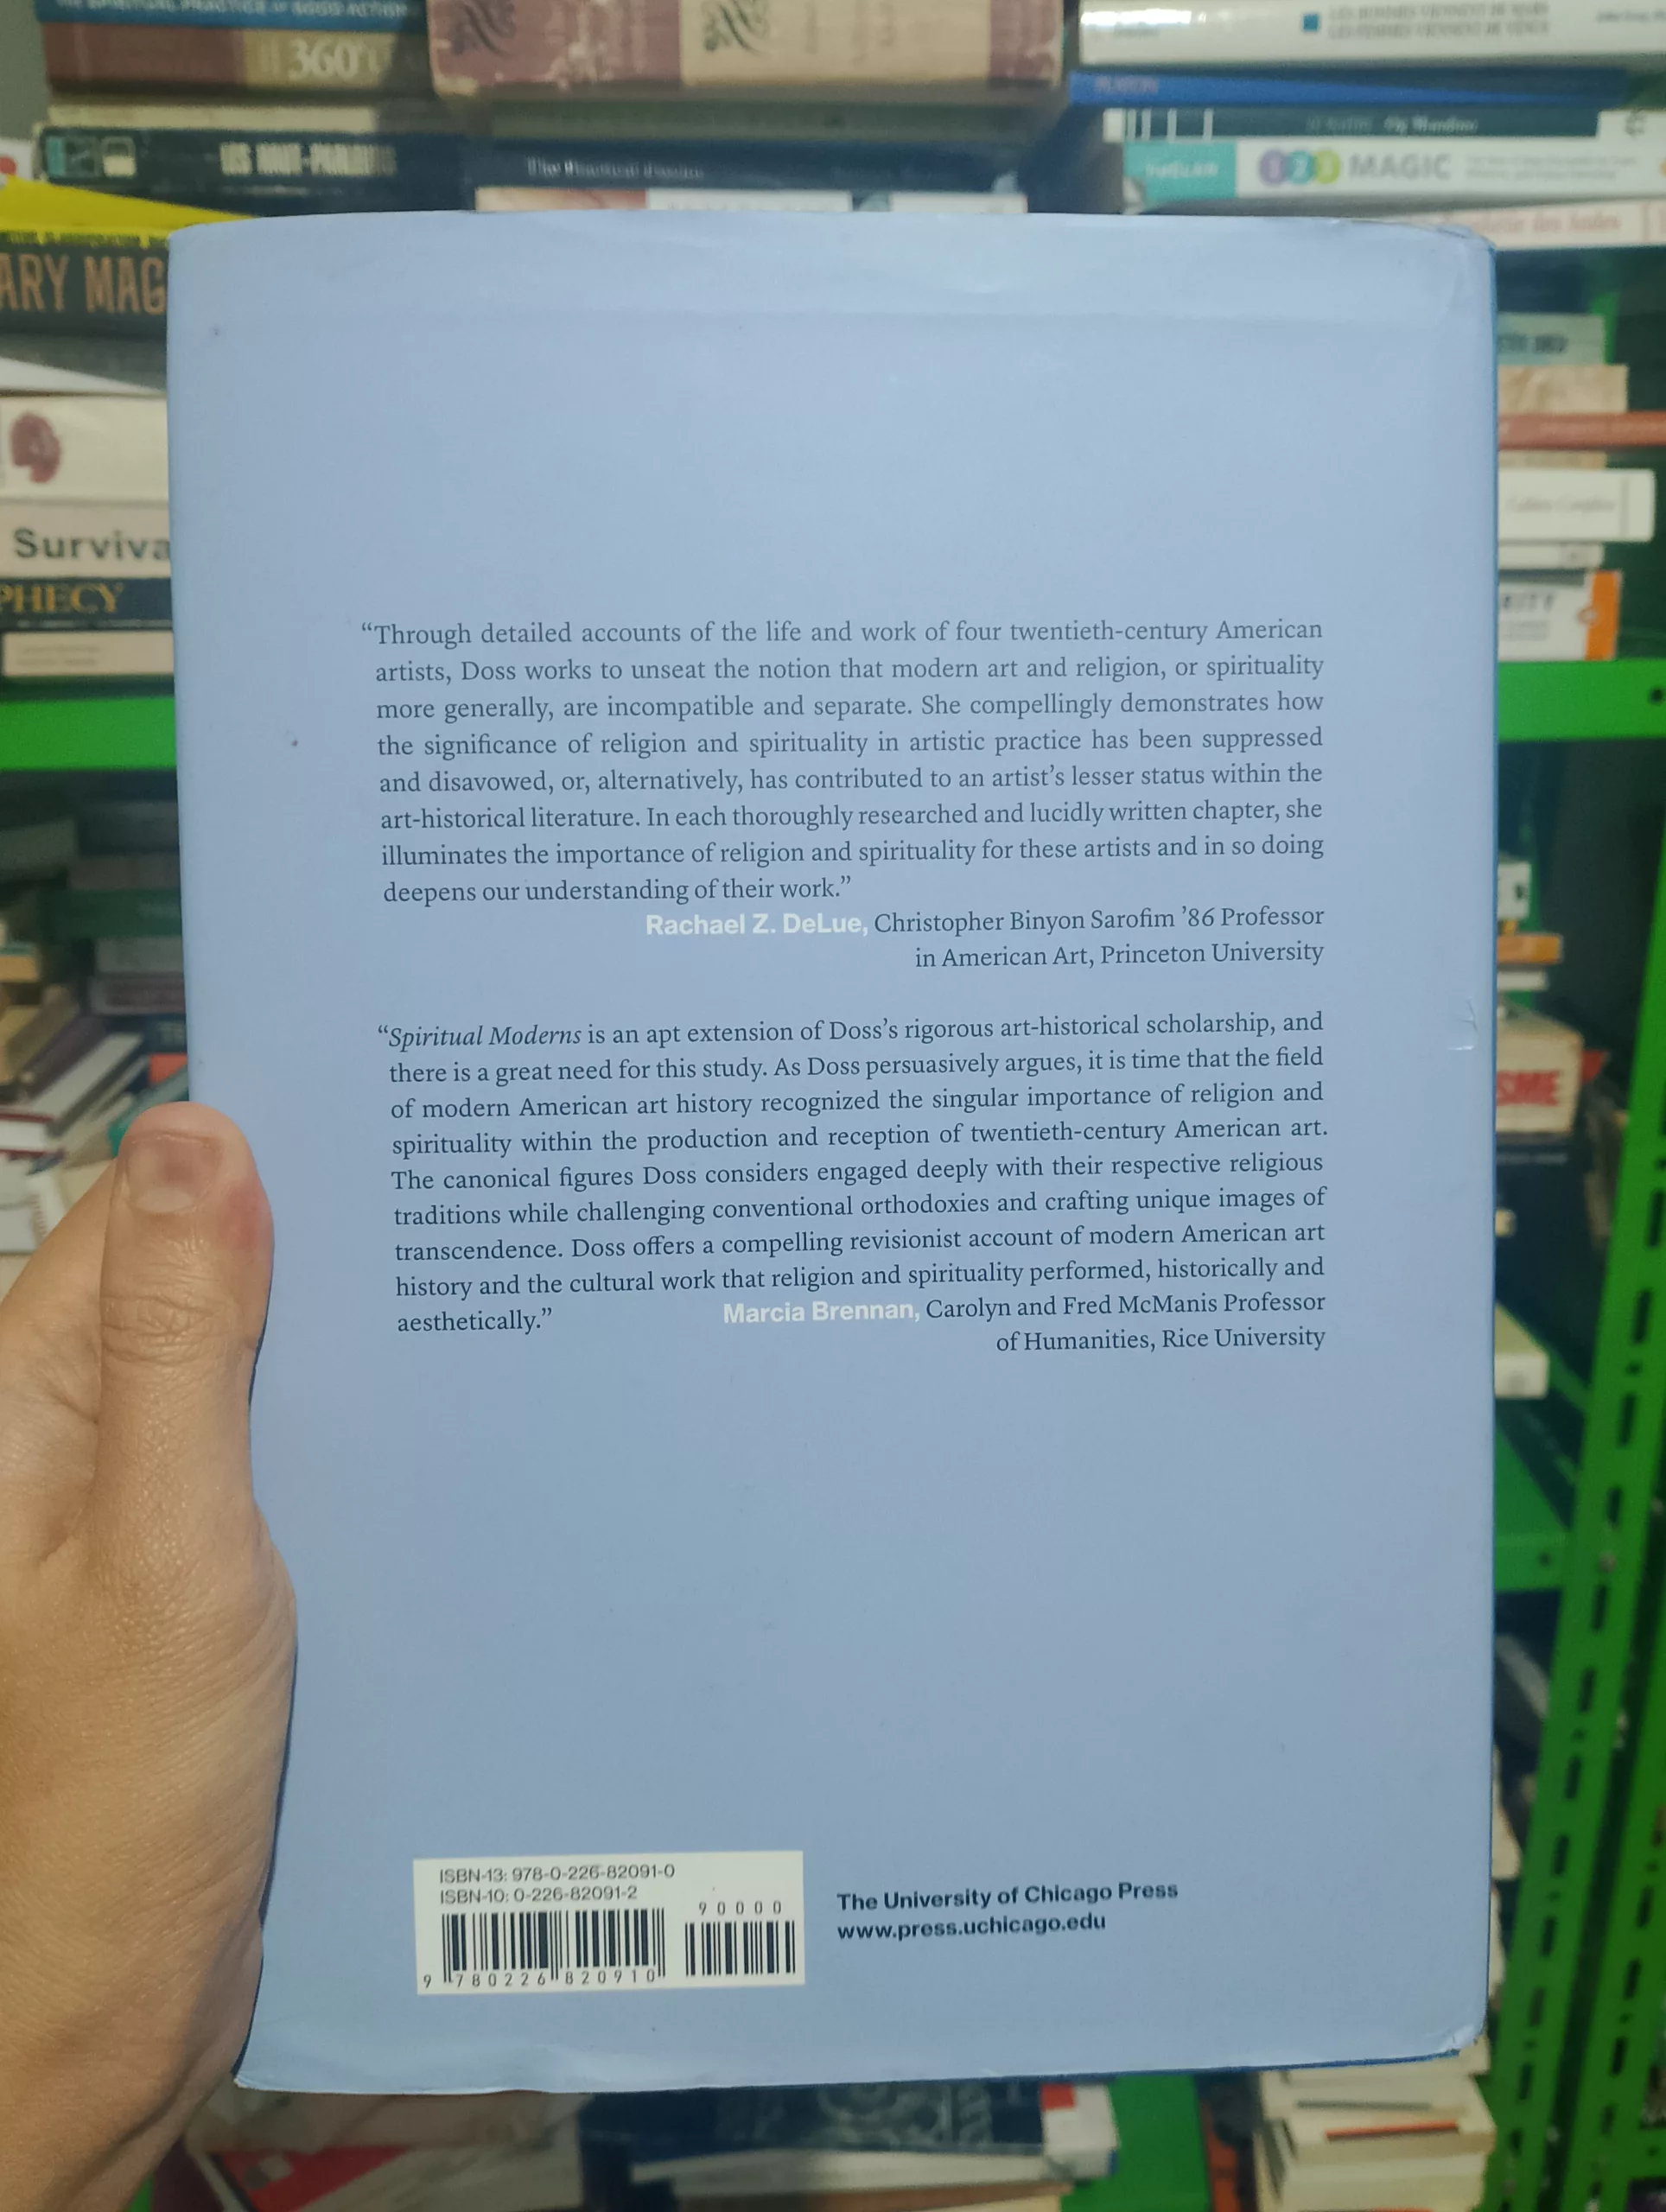 360°
MAGIC
ARY MAG
Surviva
PHECY
“Through detailed accounts of the life and work of four twentieth-century American
artists, Doss works to unseat the notion that modern art and religion, or spirituality
more generally, are incompatible and separate. She compellingly demonstrates how
the significance of religion and spirituality in artistic practice has been suppressed
and disavowed, or, alternatively, has contributed to an artist’s lesser status within the
art-historical literature. In each thoroughly researched and lucidly written chapter, she
illuminates the importance of religion and spirituality for these artists and in so doing
deepens our understanding of their work.”
Rachael Z. DeLue, Christopher Binyon Sarofim ’86 Professor
in American Art, Princeton University
“Spiritual Moderns is an apt extension of Doss’s rigorous art-historical scholarship, and
there is a great need for this study. As Doss persuasively argues, it is time that the field
of modern American art history recognized the singular importance of religion and
spirituality within the production and reception of twentieth-century American art.
The canonical figures Doss considers engaged deeply with their respective religious
traditions while challenging conventional orthodoxies and crafting unique images of
transcendence. Doss offers a compelling revisionist account of modern American art
history and the cultural work that religion and spirituality performed, historically and
aesthetically.” Marcia Brennan, Carolyn and Fred McManis Professor
of Humanities, Rice University
SME
ISBN-13: 978-0-226-82091-0
ISBN-10: 0-226-82091-2
90000
9 780226 820910
The University of Chicago Press
www.press.uchicago.edu